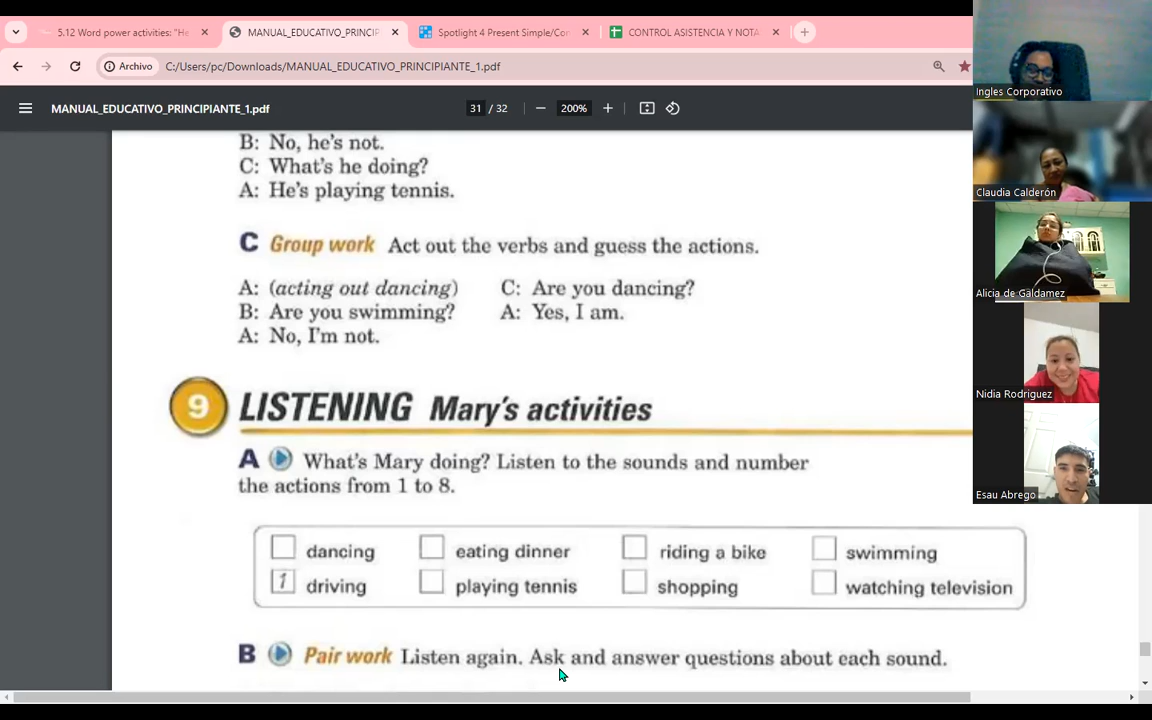 5.12 Word power activities: "He
MANUAL_EDUCATIVO_PRINCIP
Spotlight 4 Present Simple/Con
CONTROL ASISTENCIA Y NOTA
Archivo
C:/Users/pc/Downloads/MANUAL_EDUCATIVO_PRINCIPIANTE_1.pdf
MANUAL_EDUCATIVO_PRINCIPIANTE_1.pdf
31 / 32
200%
B: No, he's not.
C: What's he doing?
A: He's playing tennis.
C Group work Act out the verbs and guess the actions.
A: (acting out dancing) C: Are you dancing?
B: Are you swimming? A: Yes, I am.
A: No, I'm not.
9 LISTENING Mary's activities
A What's Mary doing? Listen to the sounds and number
the actions from 1 to 8.
dancing eating dinner riding a bike swimming
1 driving playing tennis shopping watching television
B Pair work Listen again. Ask and answer questions about each sound.
Ingles Corporativo
Claudia Calderón
Alicia de Galdamez
Nidia Rodriguez
Esau Abrego